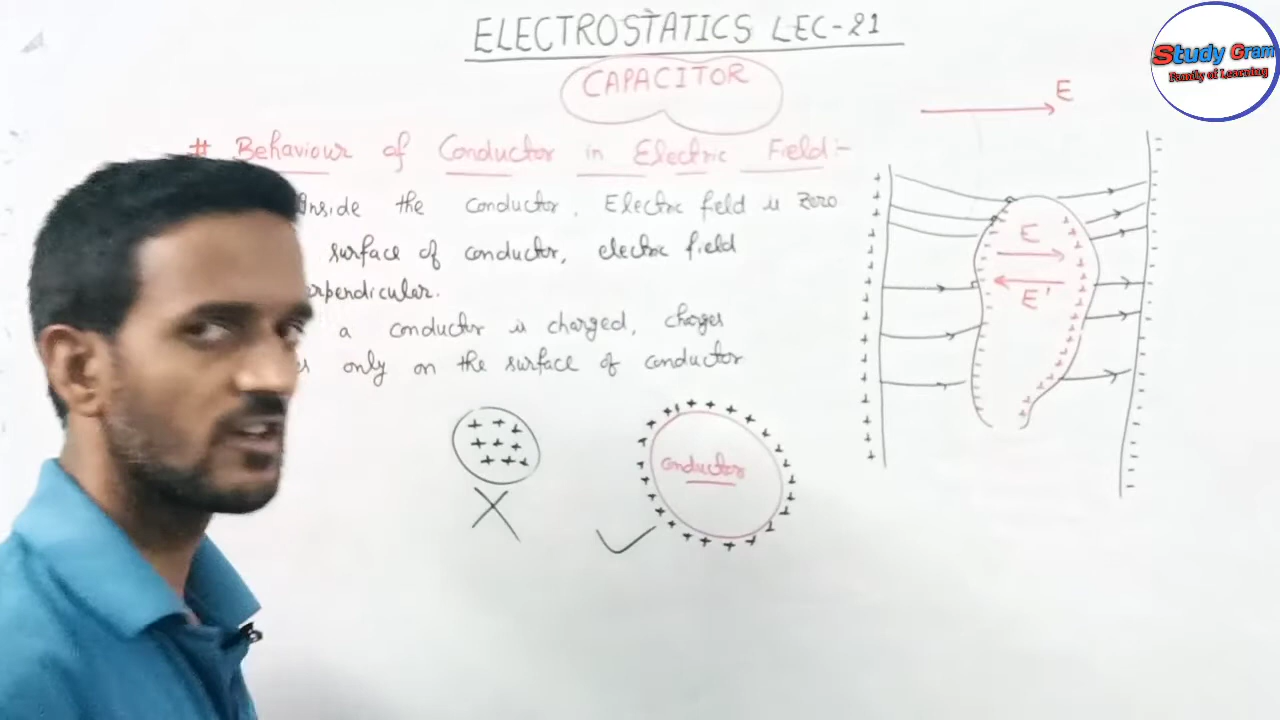 ELECTROSTATICS LEC-21
CAPACITOR
Study Gram
Family of Learning
E
# Behaviour of Conductor in Electric Field:-
Inside the conductor, Electric field is zero
surface of conductor, electric field
perpendicular.
a conductor is charged, charges
only on the surface of conductor
E
E'
conductor